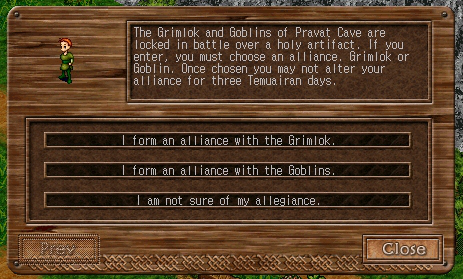 The Grimlok and Goblins of Pravat Cave are
locked in battle over a holy artifact. If you
enter, you must choose an alliance. Grimlok or
Goblin. Once chosen you may not alter your
alliance for three Temuairan days.
I form an alliance with the Grimlok.
I form an alliance with the Goblins.
I am not sure of my allegiance.
Prev
Close